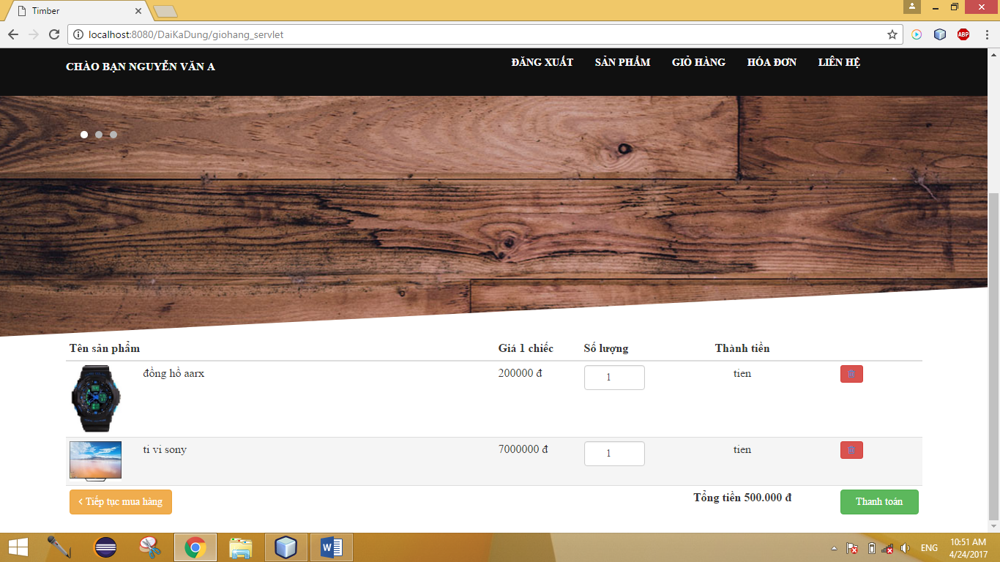 Timber
localhost:8080/DaiKaDung/giohang_servlet
ABP
CHÀO BẠN NGUYỄN VĂN A
ĐĂNG XUẤT SẢN PHẨM GIỎ HÀNG HÓA ĐƠN LIÊN HỆ
Tên sản phẩm Giá 1 chiếc Số lượng Thành tiền
đồng hồ aarx 200000 đ 1 tien
ti vi sony 7000000 đ 1 tien
Tiếp tục mua hàng Tổng tiền 500.000 đ Thanh toán
ENG
10:51 AM
4/24/2017